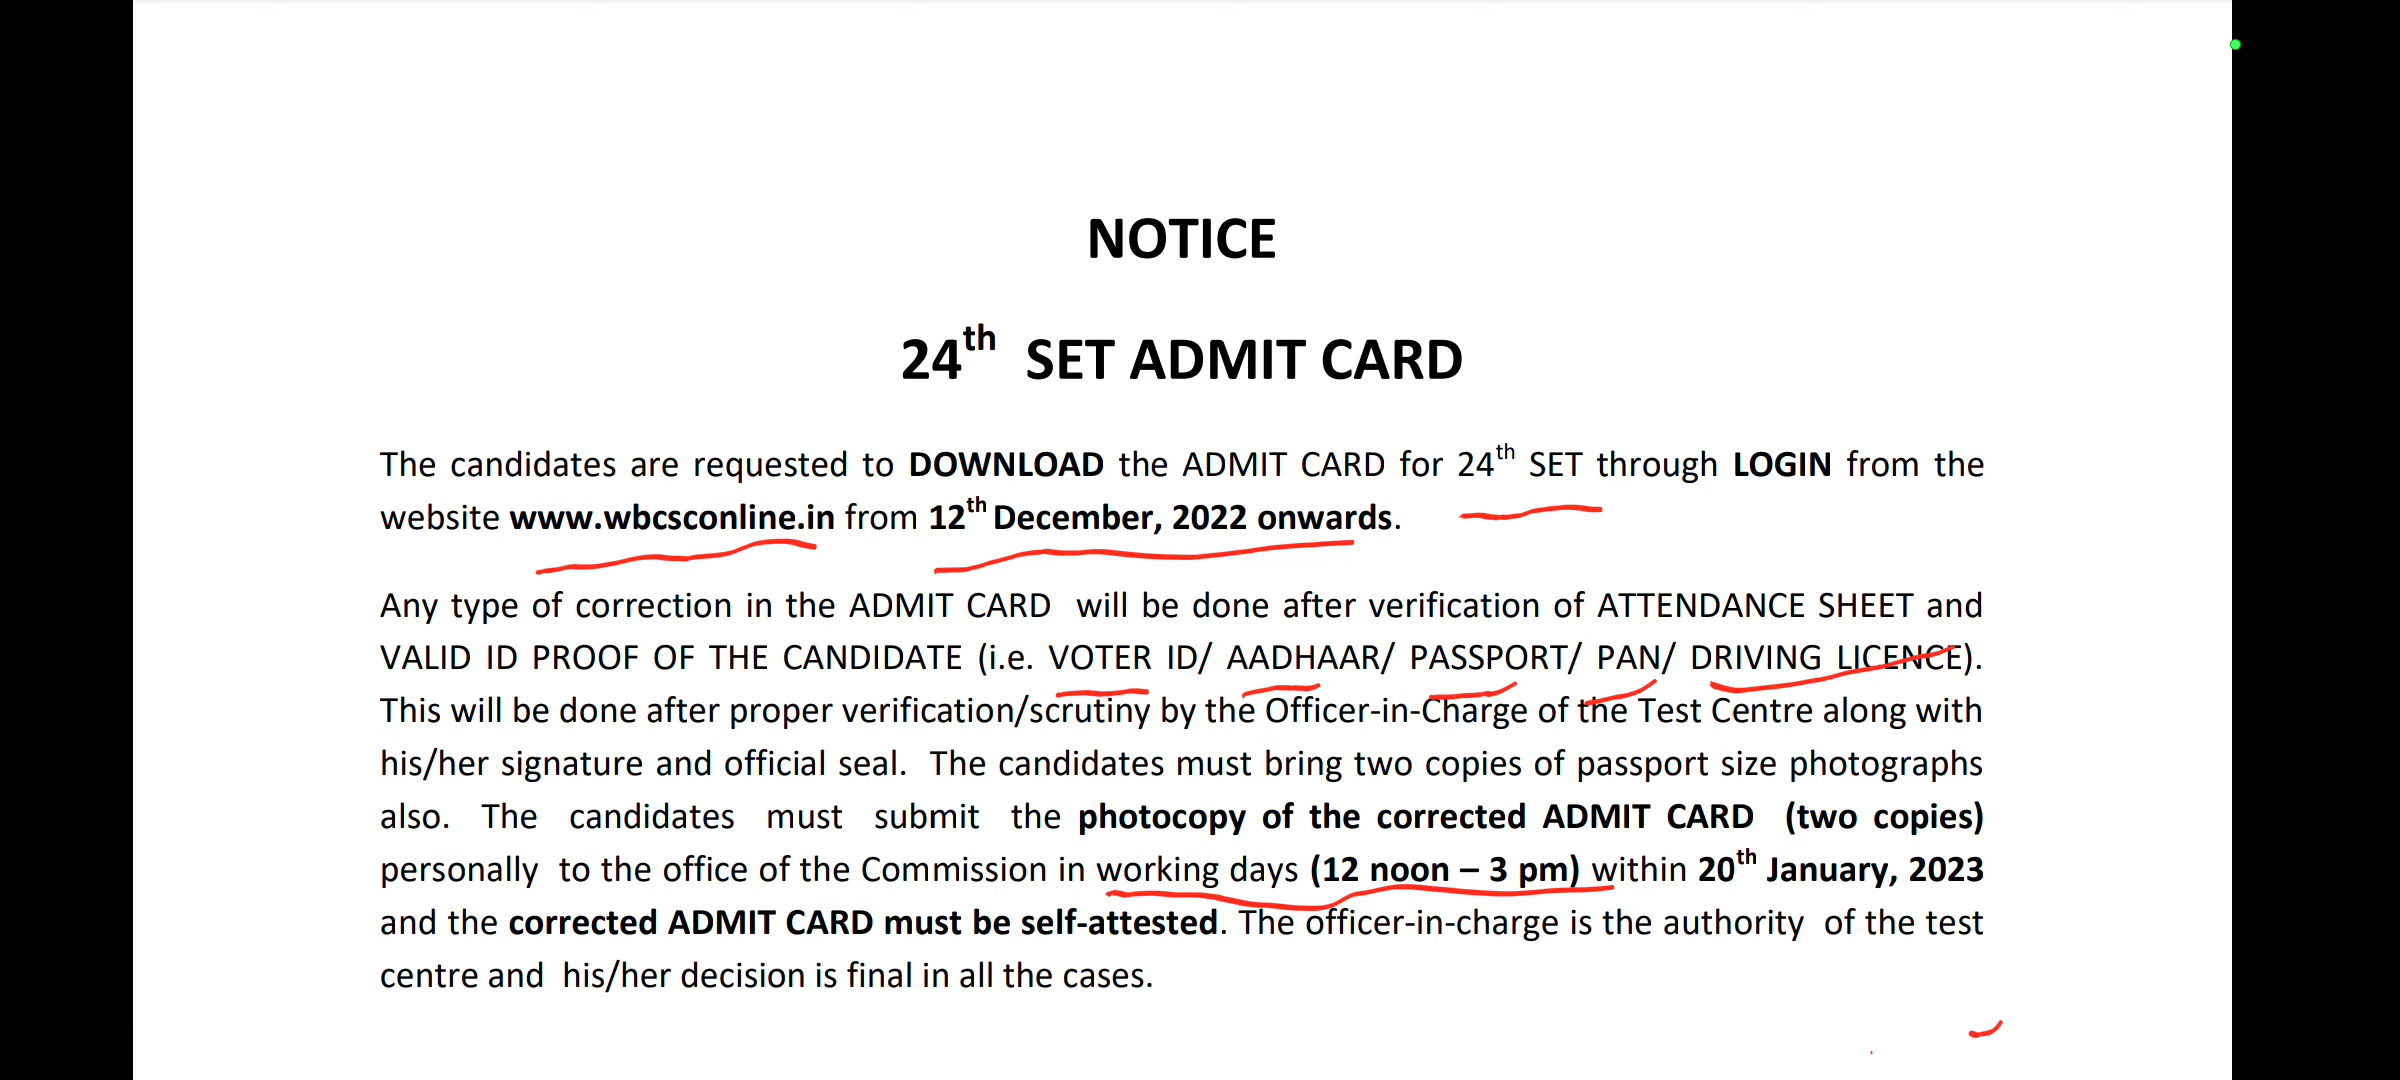 NOTICE
24th SET ADMIT CARD
The candidates are requested to DOWNLOAD the ADMIT CARD for 24th SET through LOGIN from the
website www.wbcsconline.in from 12th December, 2022 onwards.
Any type of correction in the ADMIT CARD will be done after verification of ATTENDANCE SHEET and
VALID ID PROOF OF THE CANDIDATE (i.e. VOTER ID/ AADHAAR/ PASSPORT/ PAN/ DRIVING LICENCE).
This will be done after proper verification/scrutiny by the Officer-in-Charge of the Test Centre along with
his/her signature and official seal. The candidates must bring two copies of passport size photographs
also. The candidates must submit the photocopy of the corrected ADMIT CARD (two copies)
personally to the office of the Commission in working days (12 noon – 3 pm) within 20th January, 2023
and the corrected ADMIT CARD must be self-attested. The officer-in-charge is the authority of the test
centre and his/her decision is final in all the cases.